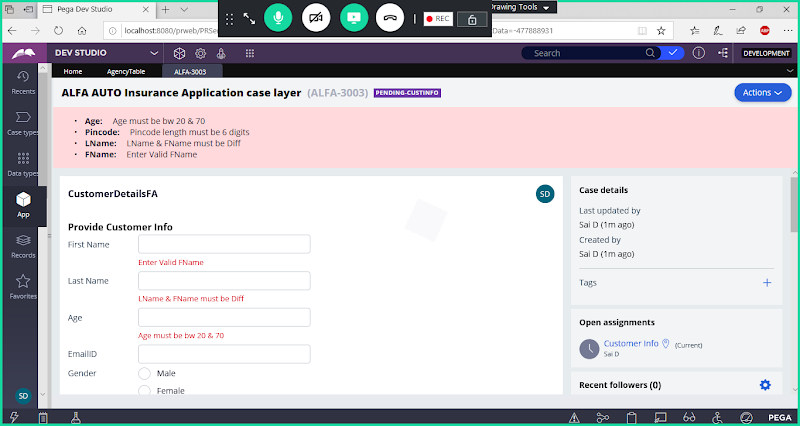 Pega Dev Studio
Drawing Tools
localhost:8080/prweb/PRSe
Data=-477888931
REC
DEV STUDIO
Search
DEVELOPMENT
Home
AgencyTable
ALFA-3003
Recents
Case types
Data types
App
Records
Favorites
SD
ALFA AUTO Insurance Application case layer (ALFA-3003) PENDING-CUSTINFO
Actions
• Age: Age must be bw 20 & 70
• Pincode: Pincode length must be 6 digits
• LName: LName & FName must be Diff
• FName: Enter Valid FName
CustomerDetailsFA
SD
Provide Customer Info
First Name
Enter Valid FName
Last Name
LName & FName must be Diff
Age
Age must be bw 20 & 70
EmailID
Gender
Male
Female
Case details
Last updated by
Sai D (1m ago)
Created by
Sai D (1m ago)
Tags
Open assignments
Customer Info (Current)
Sai D
Recent followers (0)
PEGA